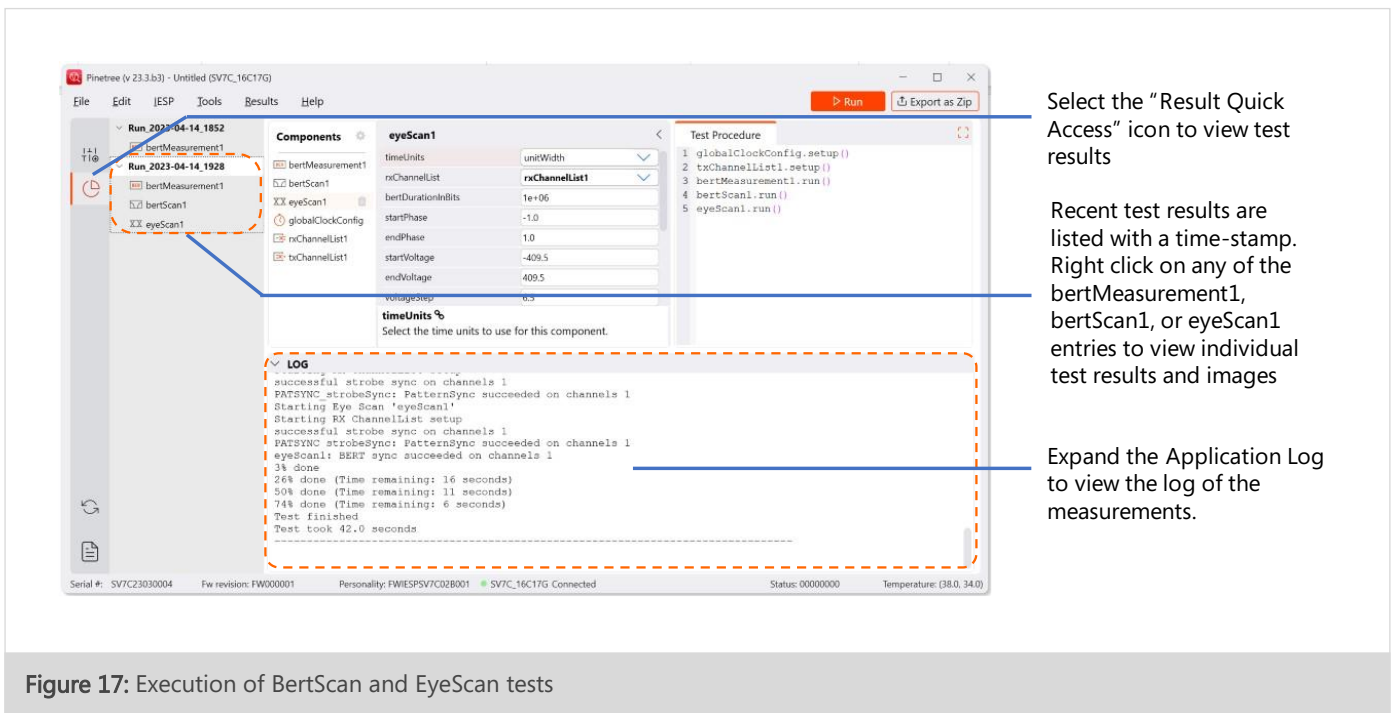 Pinetree (v 23.3.b3) - Untitled (SV7C_16C17G)
File Edit IESP Tools Results Help
Run
Export as Zip
Run_2023-04-14_1852
bertMeasurement1
Run_2023-04-14_1928
bertMeasurement1
bertScan1
eyeScan1
Components
bertMeasurement1
bertScan1
eyeScan1
globalClockConfig
rxChannelList1
txChannelList1
eyeScan1
timeUnits unitWidth
rxChannelList rxChannelList1
bertDurationInBits 1e+06
startPhase -1.0
endPhase 1.0
startVoltage -409.5
endVoltage 409.5
voltageStep 6.5
timeUnits
Select the time units to use for this component.
Test Procedure
1 globalClockConfig.setup()
2 txChannelList1.setup()
3 bertMeasurement1.run()
4 bertScan1.run()
5 eyeScan1.run()
LOG
successful strobe sync on channels 1
PATSYNC_strobeSync: PatternSync succeeded on channels 1
Starting Eye Scan 'eyeScan1'
Starting RX ChannelList setup
successful strobe sync on channels 1
PATSYNC strobeSync: PatternSync succeeded on channels 1
eyeScan1: BERT sync succeeded on channels 1
3% done
26% done (Time remaining: 16 seconds)
50% done (Time remaining: 11 seconds)
74% done (Time remaining: 6 seconds)
Test finished
Test took 42.0 seconds
Serial #: SV7C23030004 Fw revision: FW000001 Personality: FWIESPSV7C02B001 SV7C_16C17G Connected Status: 00000000 Temperature: (38.0, 34.0)
Select the “Result Quick
Access” icon to view test
results
Recent test results are
listed with a time-stamp.
Right click on any of the
bertMeasurement1,
bertScan1, or eyeScan1
entries to view individual
test results and images
Expand the Application Log
to view the log of the
measurements.
Figure 17: Execution of BertScan and EyeScan tests